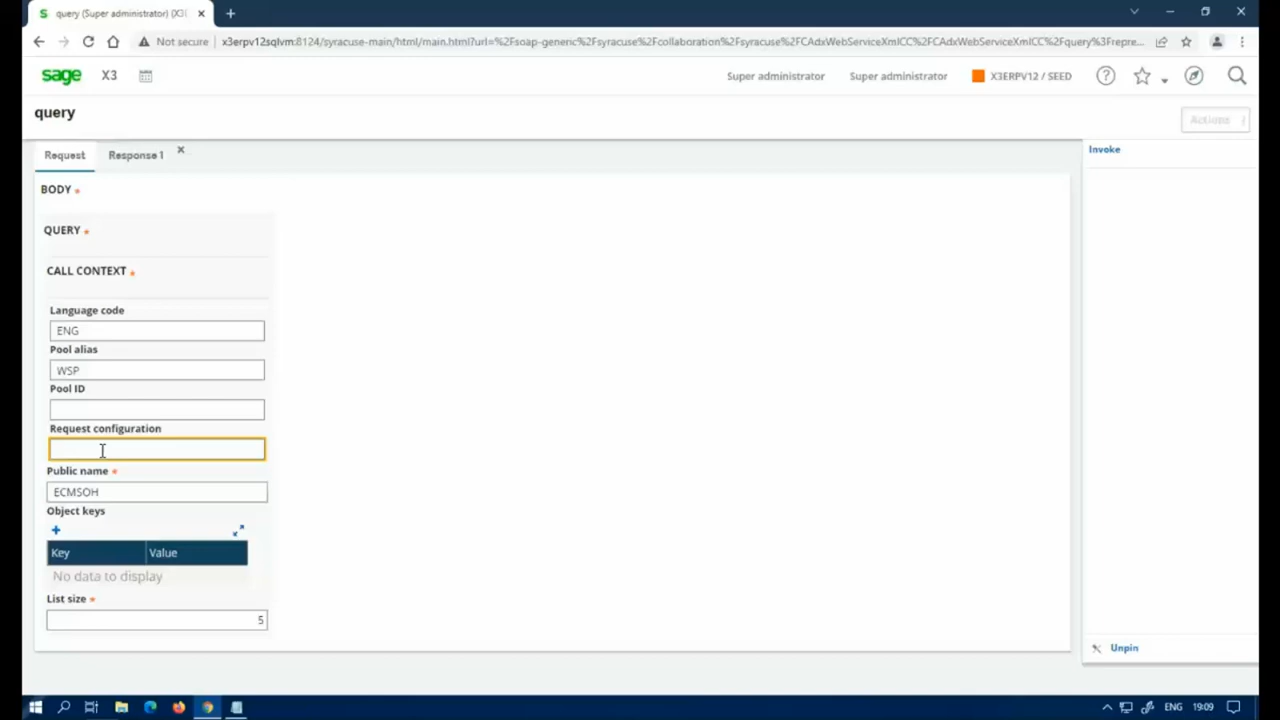 query (Super administrator) (X3
Not secure
x3erpv12sqlvm:8124/syracuse-main/html/main.html?url=%2Fsoap-generic%2Fsyracuse%2Fcollaboration%2Fsyracuse%2FCAdxWebServiceXmlCC%2FCAdxWebServiceXmlCC%2Fquery%3Frepre...
sage X3
Super administrator
Super administrator
X3ERPV12 / SEED
query
Actions
Request
Response 1
Invoke
BODY *
QUERY *
CALL CONTEXT *
Language code
ENG
Pool alias
WSP
Pool ID
Request configuration
Public name *
ECMSOH
Object keys
Key Value
No data to display
List size *
5
Unpin
ENG 19:09